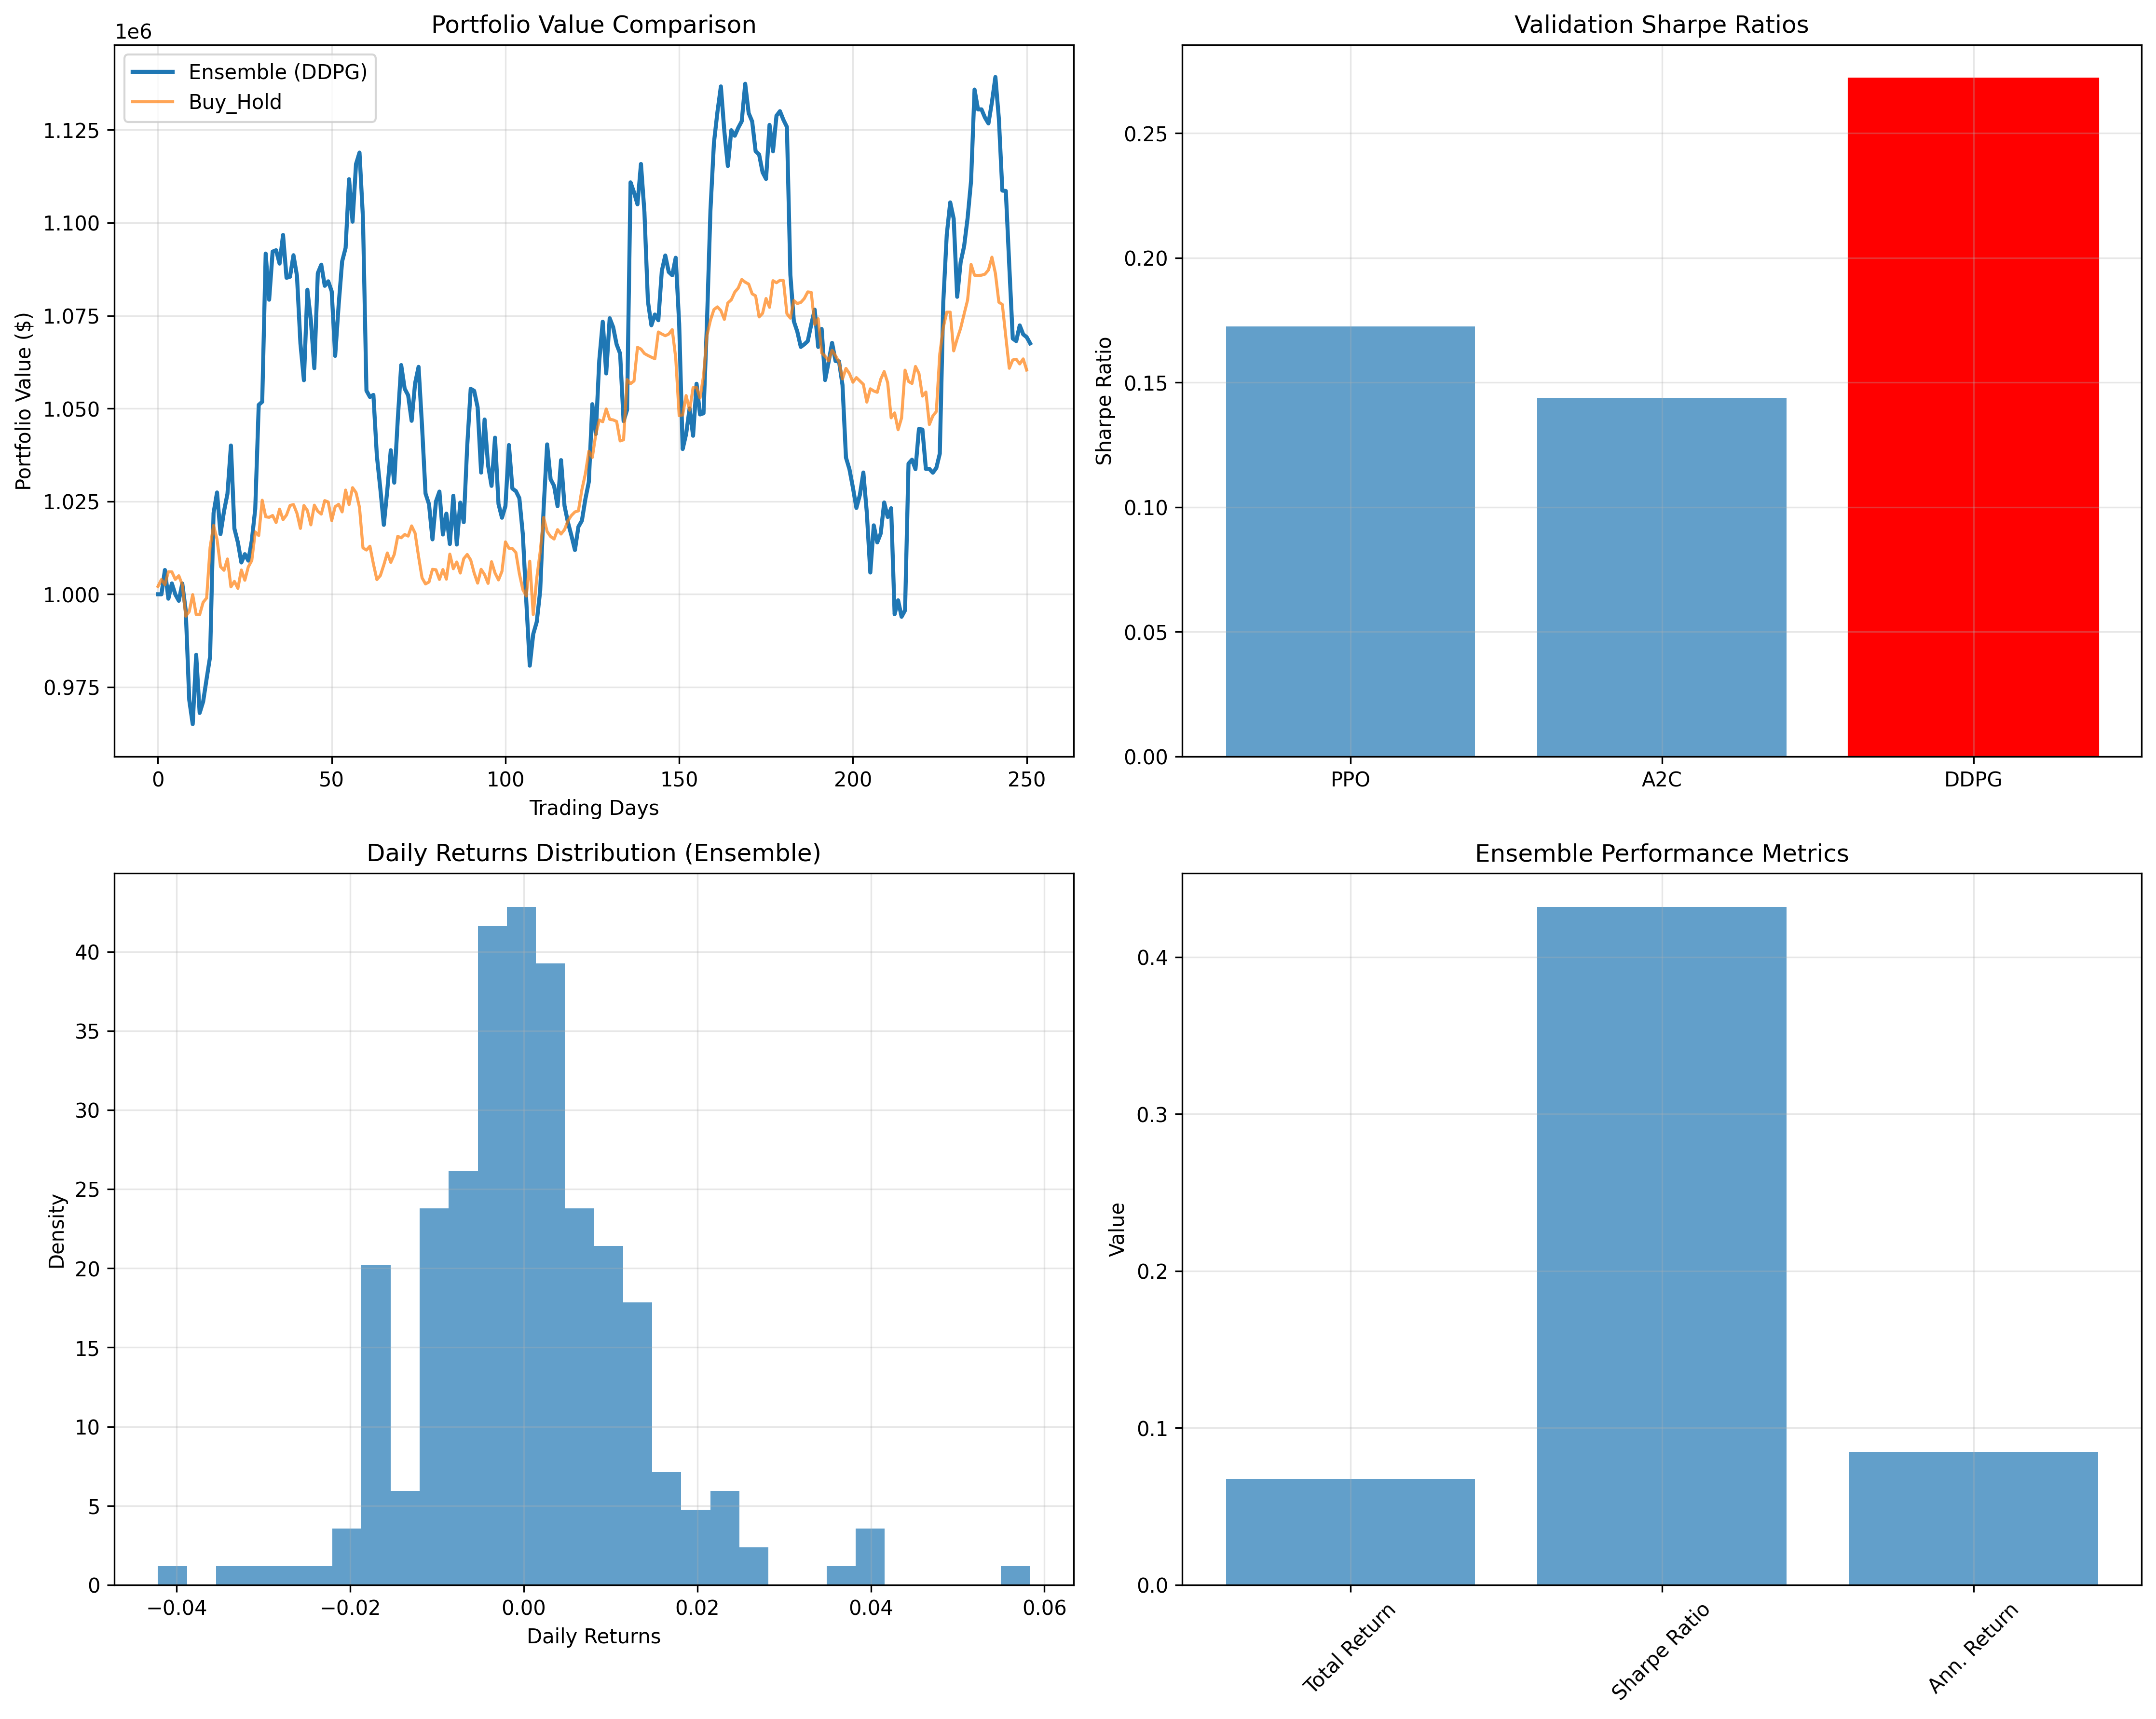 Portfolio Value Comparison
1e6
Ensemble (DDPG)
Buy_Hold
1.125
1.100
1.075
1.050
1.025
1.000
0.975
Portfolio Value ($)
0 50 100 150 200 250
Trading Days
Validation Sharpe Ratios
0.25
0.20
0.15
0.10
0.05
0.00
Sharpe Ratio
PPO A2C DDPG
Daily Returns Distribution (Ensemble)
40
35
30
25
20
15
10
5
0
Density
−0.04 −0.02 0.00 0.02 0.04 0.06
Daily Returns
Ensemble Performance Metrics
0.4
0.3
0.2
0.1
0.0
Value
Total Return
Sharpe Ratio
Ann. Return